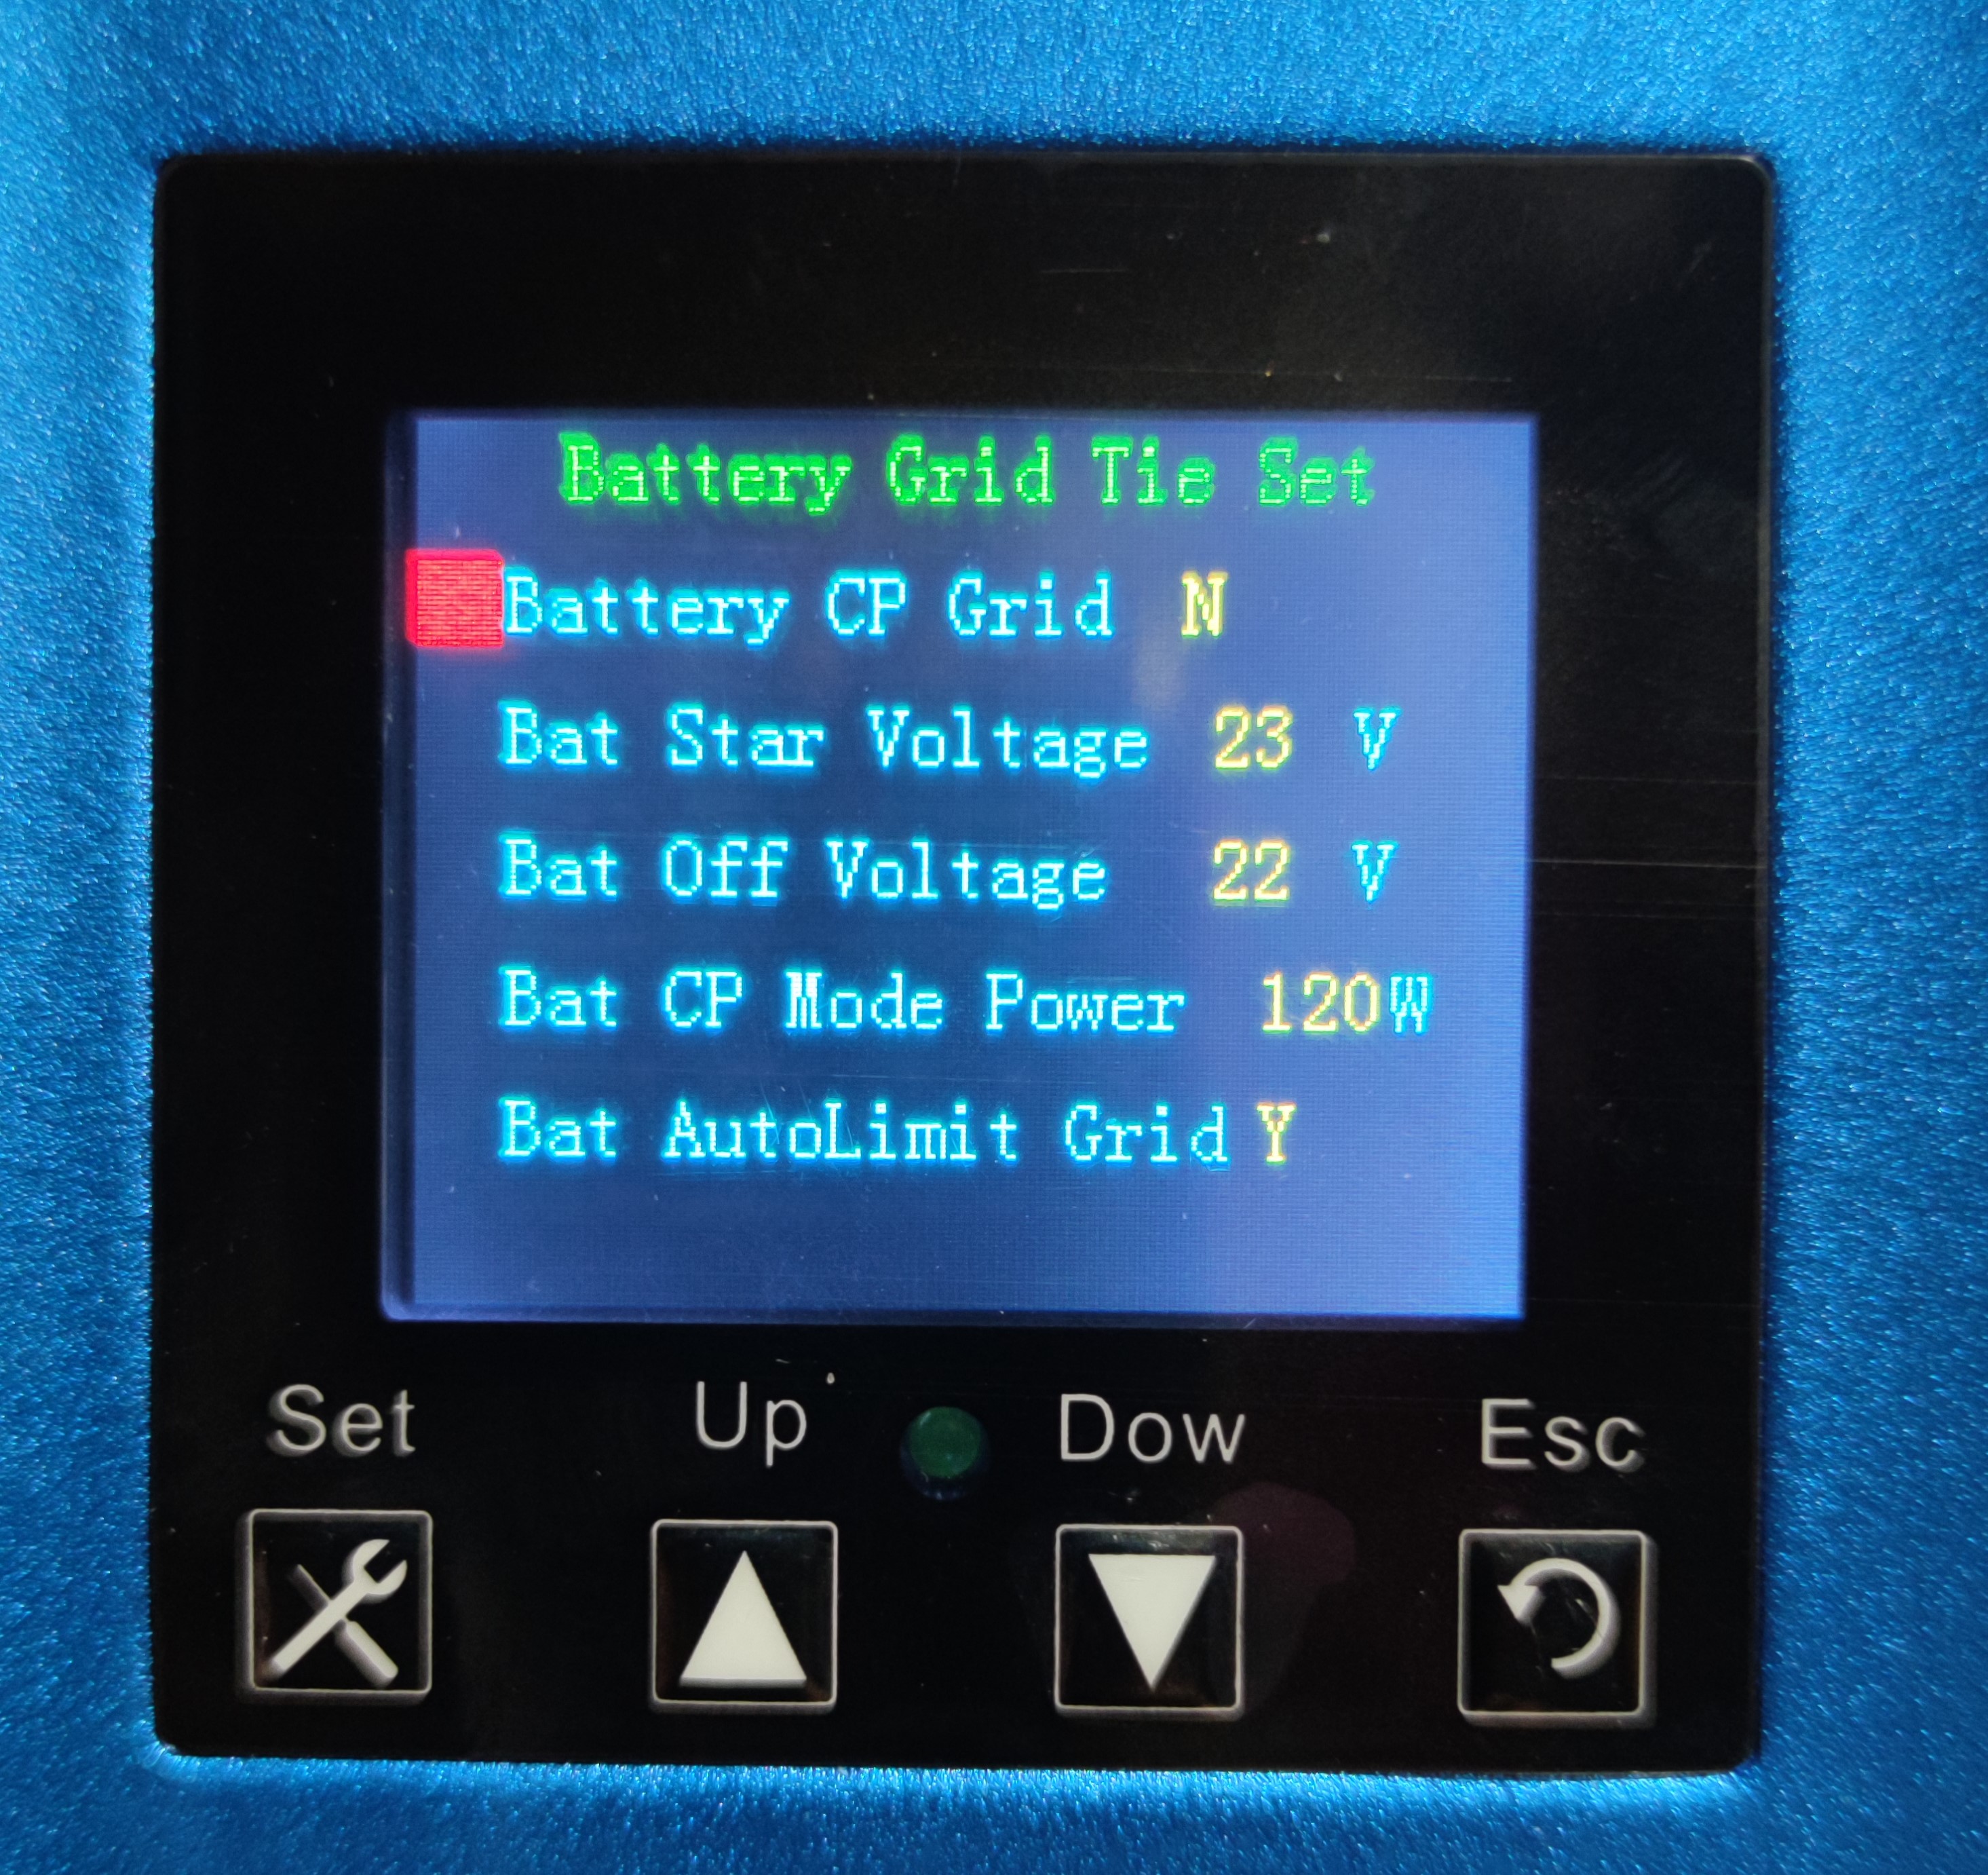 Battery Grid Tie Set
Battery CP Grid N
Bat Star Voltage 23 V
Bat Off Voltage 22 V
Bat CP Mode Power 120W
Bat AutoLimit Grid Y
Set Up Dow Esc